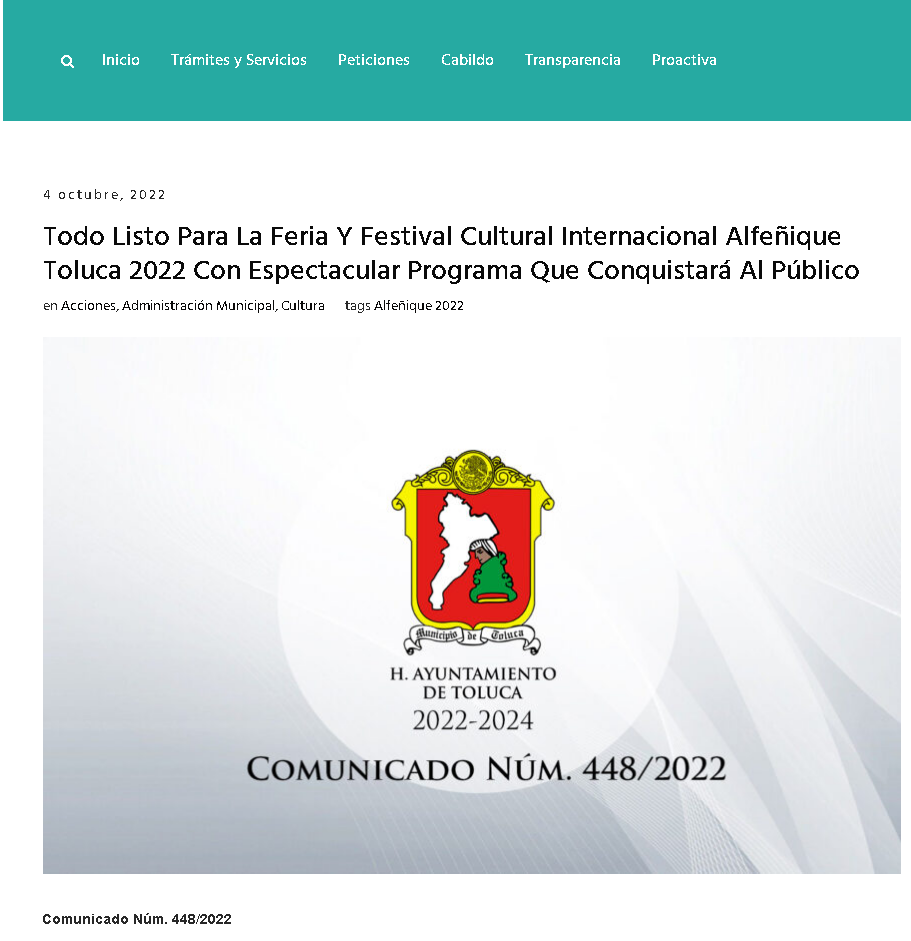 Inicio Trámites y Servicios Peticiones Cabildo Transparencia Proactiva
4 octubre, 2022
Todo Listo Para La Feria Y Festival Cultural Internacional Alfeñique
Toluca 2022 Con Espectacular Programa Que Conquistará Al Público
en Acciones, Administración Municipal, Cultura tags Alfeñique 2022
Municipio de Toluca
H. AYUNTAMIENTO
DE TOLUCA
2022-2024
COMUNICADO NÚM. 448/2022
Comunicado Núm. 448/2022